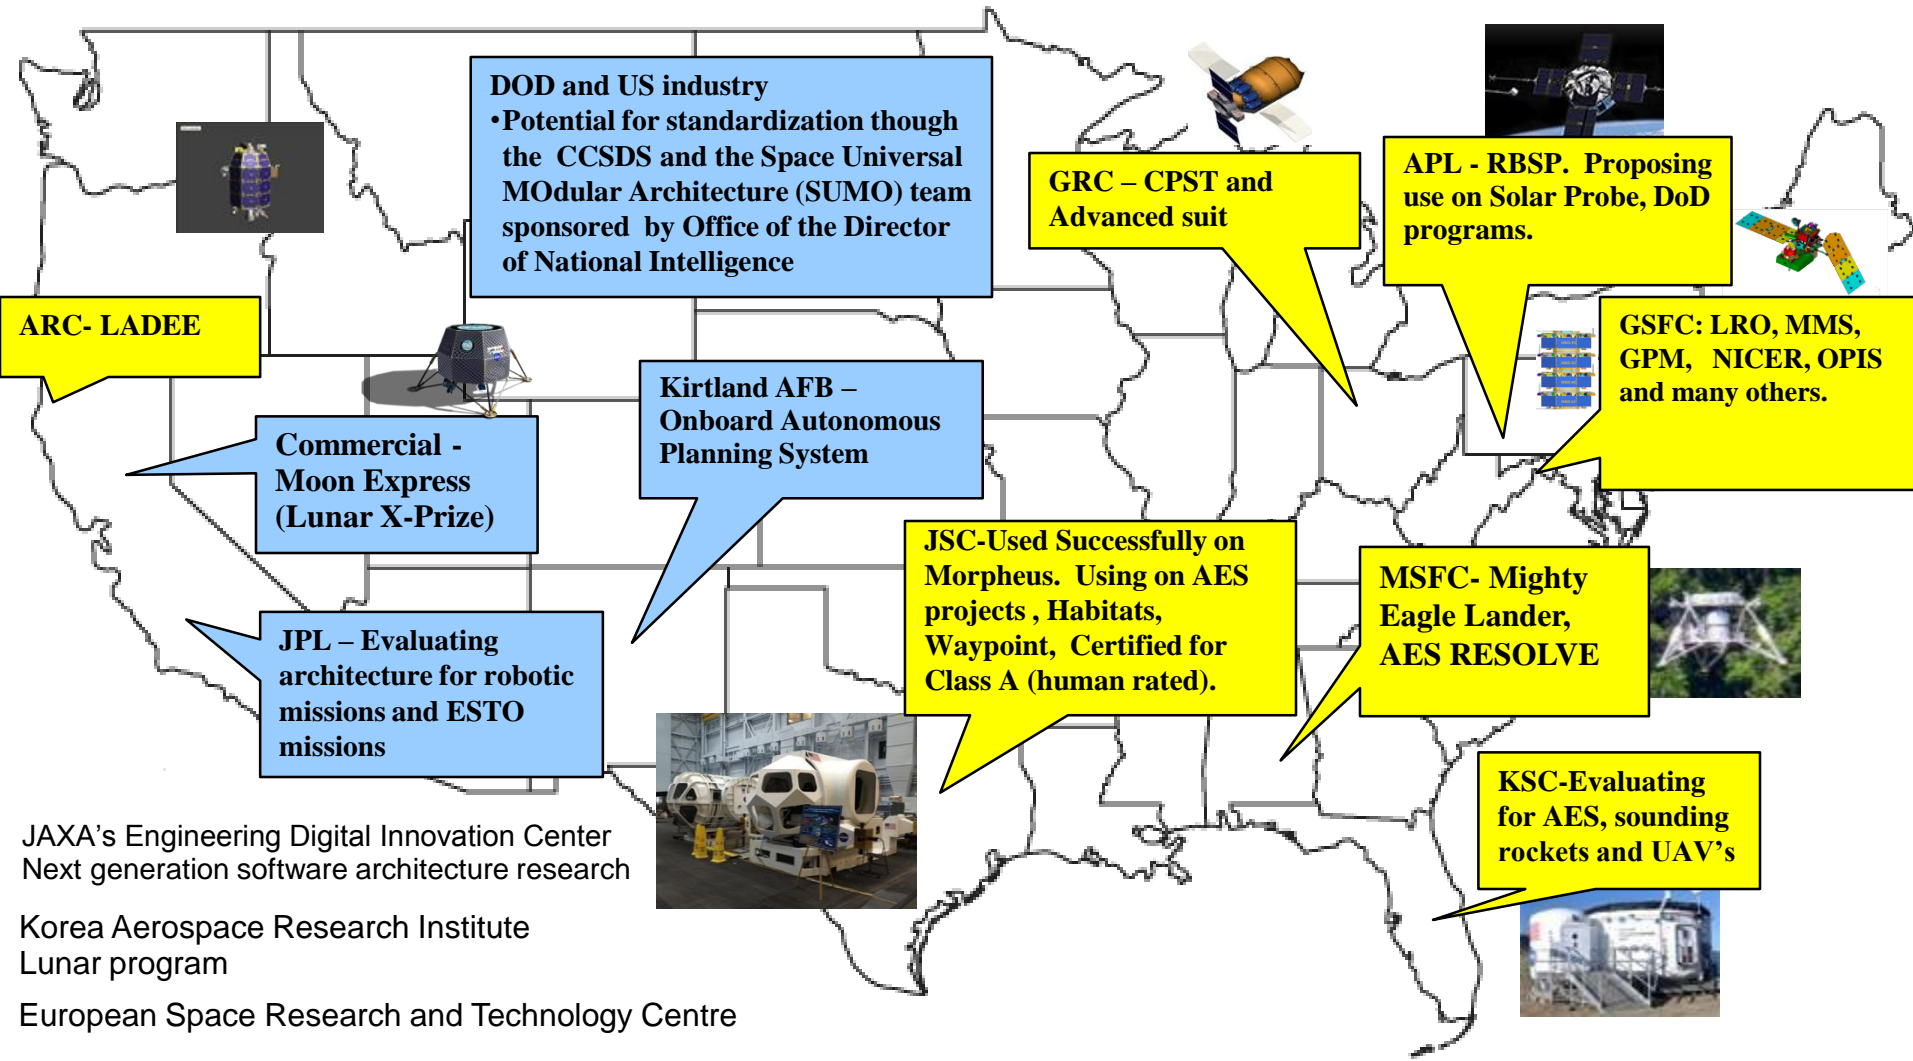 DOD and US industry
•Potential for standardization though
the CCSDS and the Space Universal
MOdular Architecture (SUMO) team
sponsored by Office of the Director
of National Intelligence
GRC – CPST and
Advanced suit
APL - RBSP. Proposing
use on Solar Probe, DoD
programs.
ARC- LADEE
GSFC: LRO, MMS,
GPM, NICER, OPIS
and many others.
Kirtland AFB –
Onboard Autonomous
Planning System
Commercial -
Moon Express
(Lunar X-Prize)
JSC-Used Successfully on
Morpheus. Using on AES
projects , Habitats,
Waypoint, Certified for
Class A (human rated).
MSFC- Mighty
Eagle Lander,
AES RESOLVE
JPL – Evaluating
architecture for robotic
missions and ESTO
missions
KSC-Evaluating
for AES, sounding
rockets and UAV's
JAXA's Engineering Digital Innovation Center
Next generation software architecture research
Korea Aerospace Research Institute
Lunar program
European Space Research and Technology Centre